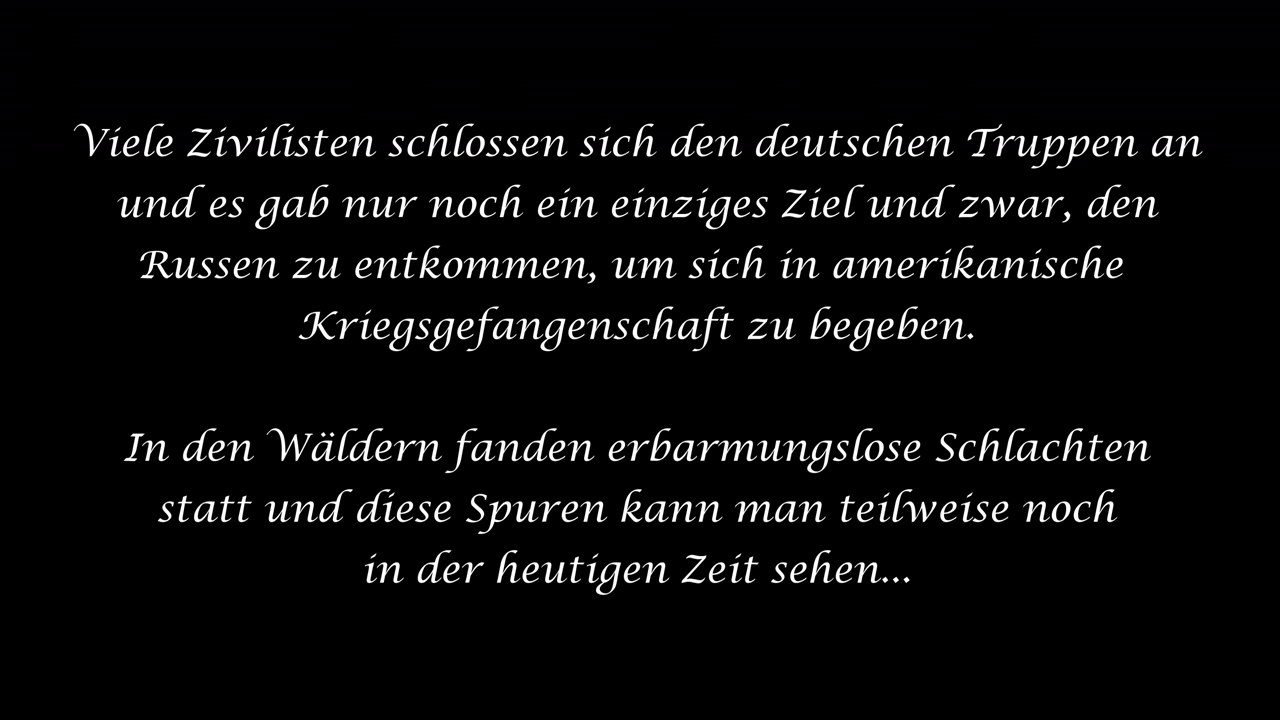 Viele Zivilisten schlossen sich den deutschen Truppen an
und es gab nur noch ein einziges Ziel und zwar, den
Russen zu entkommen, um sich in amerikanische
Kriegsgefangenschaft zu begeben.
In den Wäldern fanden erbarmungslose Schlachten
statt und diese Spuren kann man teilweise noch
in der heutigen Zeit sehen...